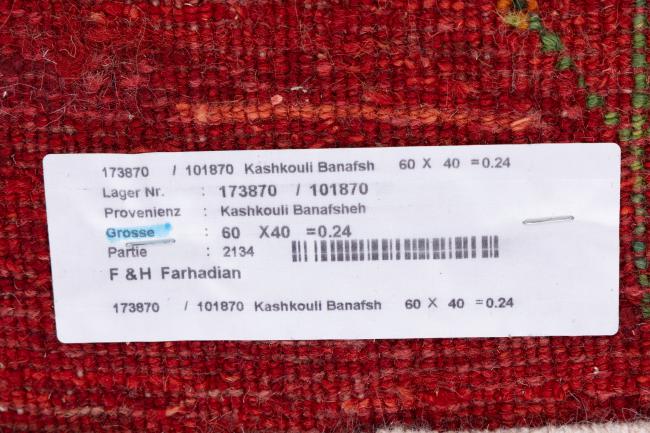 173870 / 101870 Kashkouli Banafsh 60 X 40 =0.24
Lager Nr. : 173870 / 101870
Provenienz : Kashkouli Banafsheh
Grosse : 60 X40 =0.24
Partie : 2134
F & H Farhadian
173870 / 101870 Kashkouli Banafsh 60 X 40 =0.24